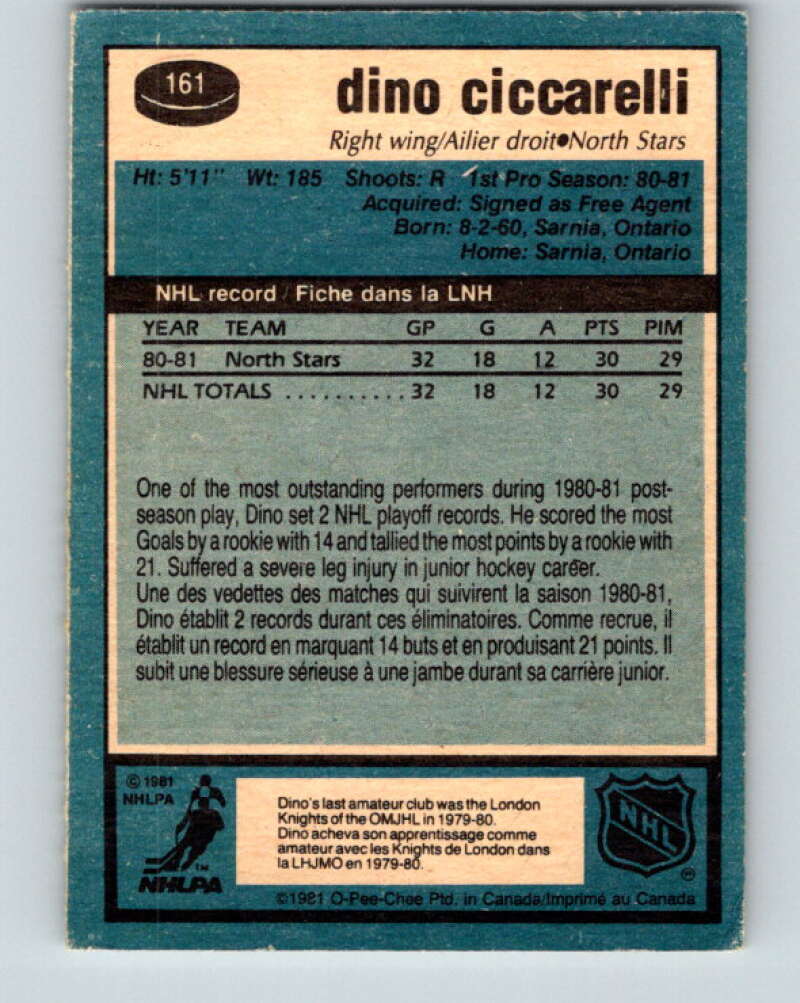 161
dino ciccarelli
Right wing/Ailier droit●North Stars
Ht: 5'11" Wt: 185 Shoots: R 1st Pro Season: 80-81
Acquired: Signed as Free Agent
Born: 8-2-60, Sarnia, Ontario
Home: Sarnia, Ontario
NHL record / Fiche dans la LNH
YEAR TEAM GP G A PTS PIM
80-81 North Stars 32 18 12 30 29
NHL TOTALS .......... 32 18 12 30 29
One of the most outstanding performers during 1980-81 post-
season play, Dino set 2 NHL playoff records. He scored the most
Goals by a rookie with 14 and tallied the most points by a rookie with
21. Suffered a severe leg injury in junior hockey career.
Une des vedettes des matches qui suivirent la saison 1980-81,
Dino établit 2 records durant ces éliminatoires. Comme recrue, il
établit un record en marquant 14 buts et en produisant 21 points. Il
subit une blessure sérieuse à une jambe durant sa carrière junior.
© 1981
NHLPA
NHLPA
TM
Dino's last amateur club was the London
Knights of the OMJHL in 1979-80.
Dino acheva son apprentissage comme
amateur avec les Knights de London dans
la LHJMO en 1979-80.
NHL
®
©1981 O-Pee-Chee Ptd. in Canada/Imprimé au Canada